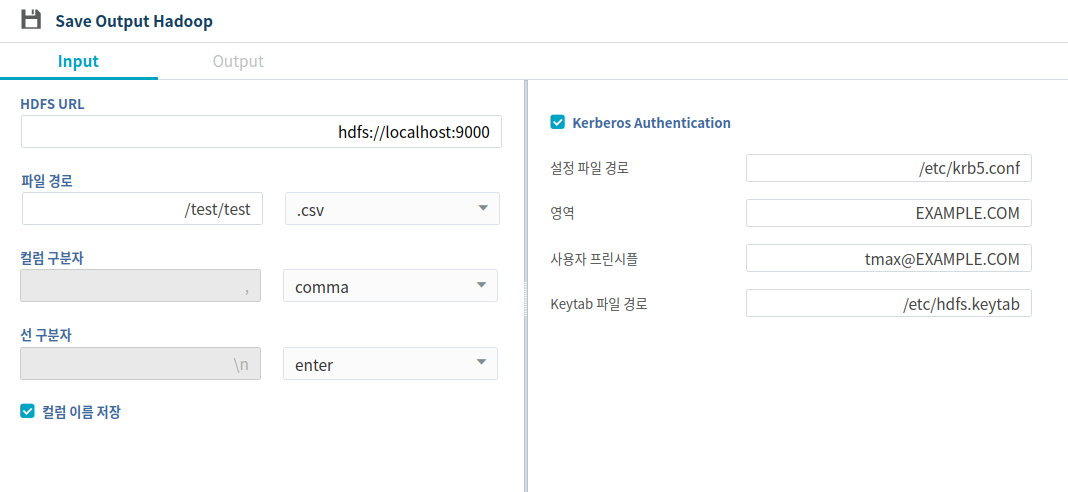 Save Output Hadoop
Input
Output
HDFS URL
hdfs://localhost:9000
파일 경로
/test/test
.csv
컬럼 구분자
,
comma
선 구분자
\n
enter
컬럼 이름 저장
Kerberos Authentication
설정 파일 경로
/etc/krb5.conf
영역
EXAMPLE.COM
사용자 프린시플
tmax@EXAMPLE.COM
Keytab 파일 경로
/etc/hdfs.keytab